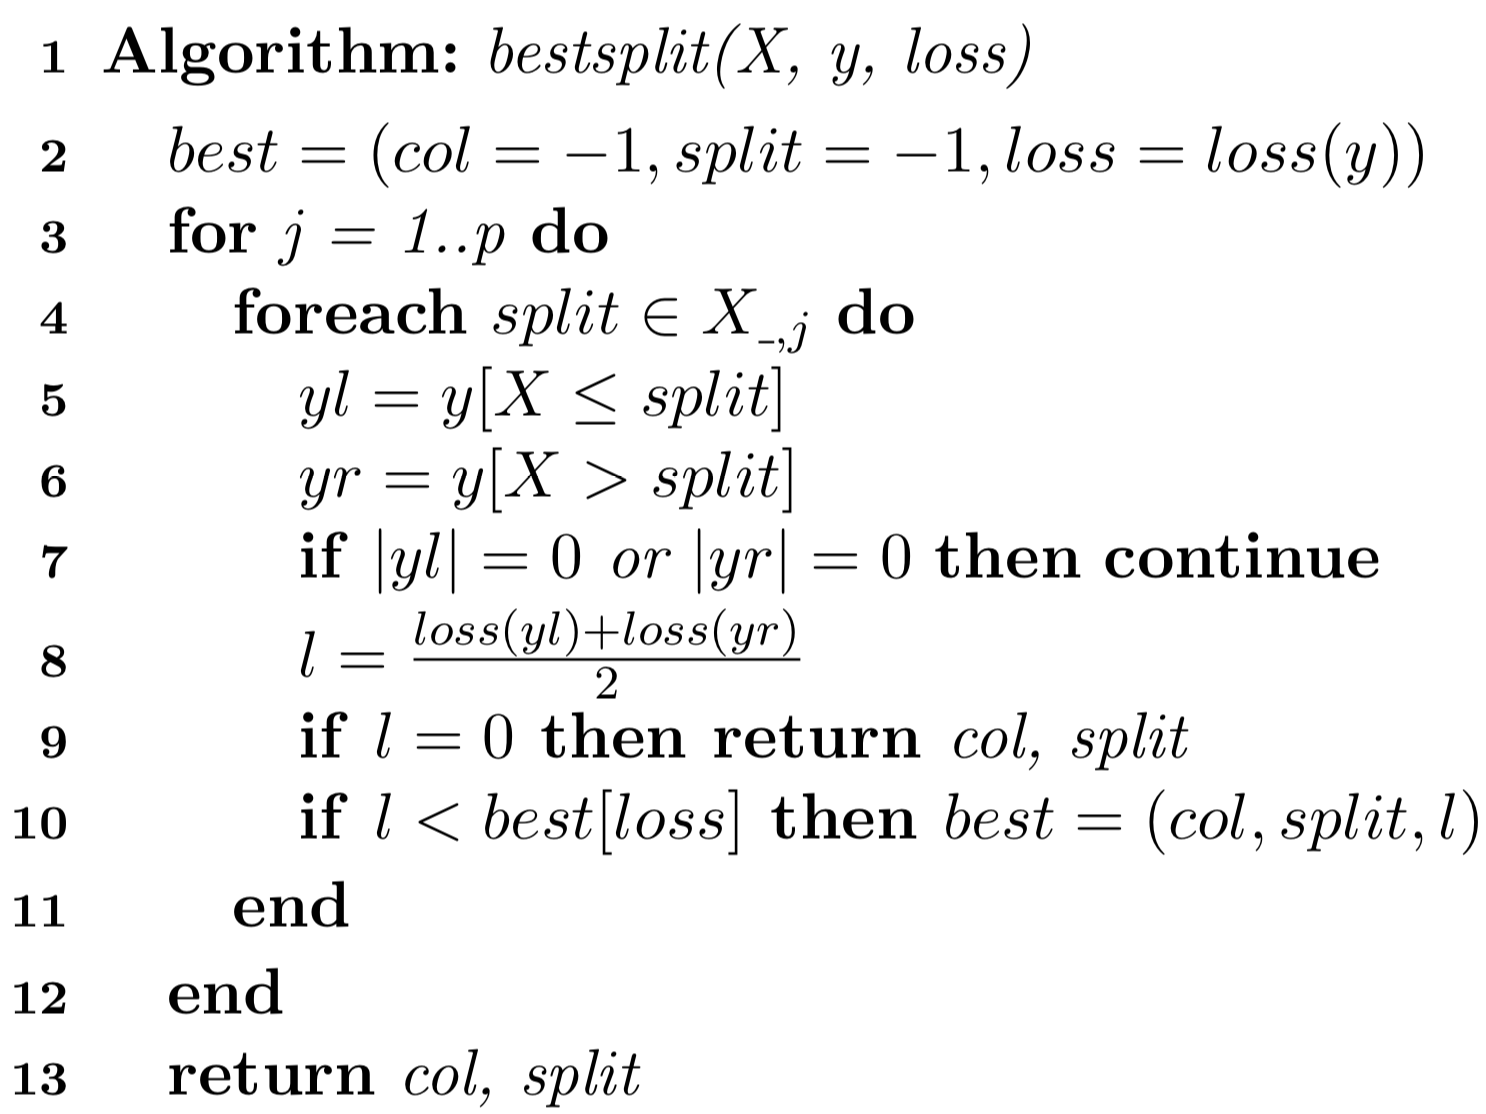 1 Algorithm: bestsplit(X, y, loss)
2 best = (col = −1, split = −1, loss = loss(y))
3 for j = 1..p do
4 foreach split ∈ X_{_,j} do
5 yl = y[X ≤ split]
6 yr = y[X > split]
7 if |yl| = 0 or |yr| = 0 then continue
8 l = \frac{loss(yl)+loss(yr)}{2}
9 if l = 0 then return col, split
10 if l < best[loss] then best = (col, split, l)
11 end
12 end
13 return col, split